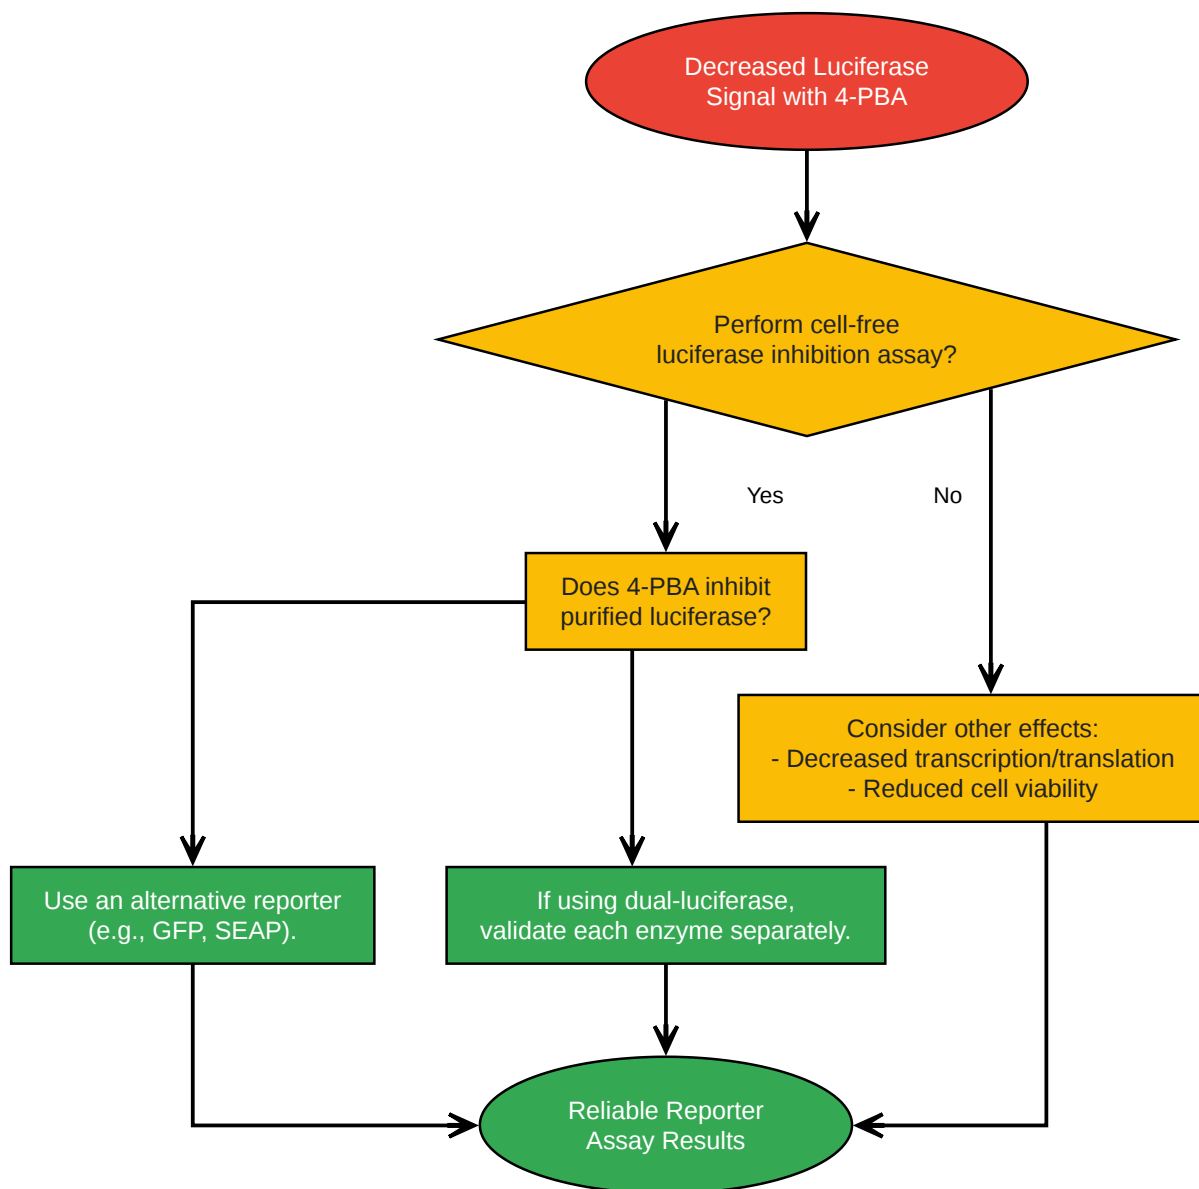 Decreased Luciferase
Signal with 4-PBA
Perform cell-free
luciferase inhibition assay?
Yes
No
Does 4-PBA inhibit
purified luciferase?
Consider other effects:
- Decreased transcription/translation
- Reduced cell viability
Use an alternative reporter
(e.g., GFP, SEAP).
If using dual-luciferase,
validate each enzyme separately.
Reliable Reporter
Assay Results